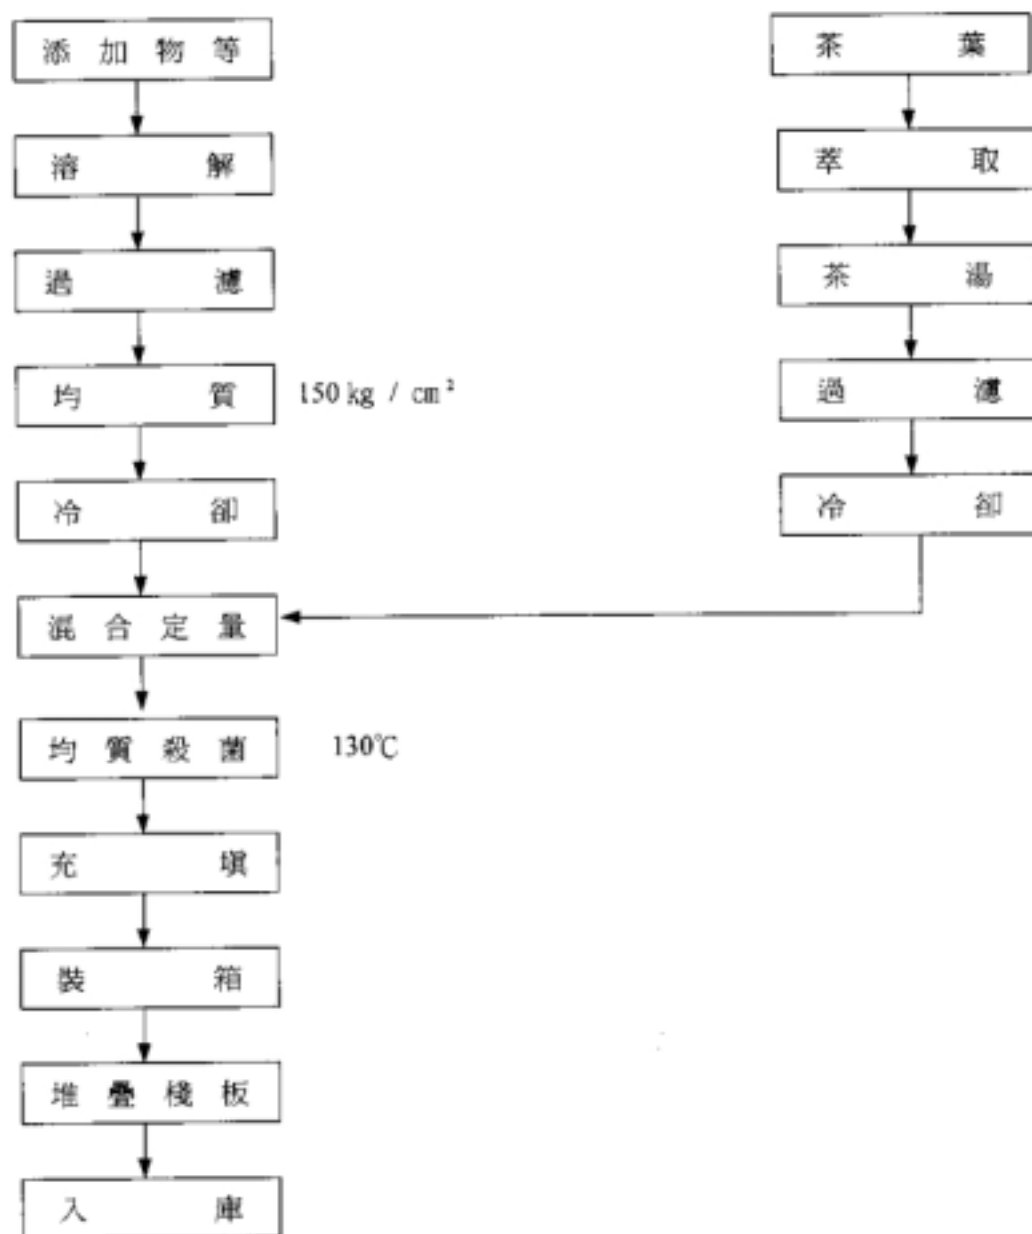 添加物等
溶解
過濾
均質 150 kg / cm²
冷卻
混合定量
均質殺菌 130℃
充塡
裝箱
堆疊棧板
入庫
茶葉
萃取
茶湯
過濾
冷卻